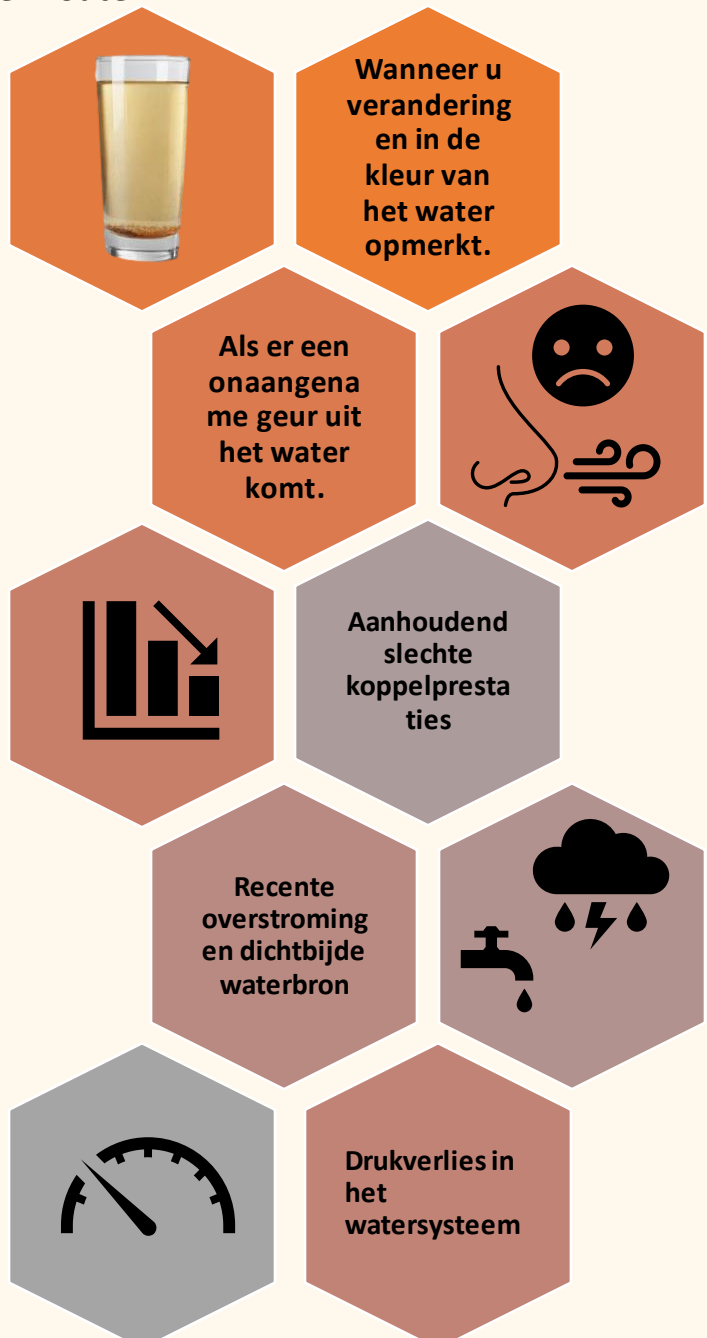 Wanneer u
verandering
en in de
kleur van
het water
opmerkt.
Als er een
onaangena
me geur uit
het water
komt.
Aanhoudend
slechte
koppelpresta
ties
Recente
overstroming
en dichtbijde
waterbron
Drukverlies in
het
watersysteem